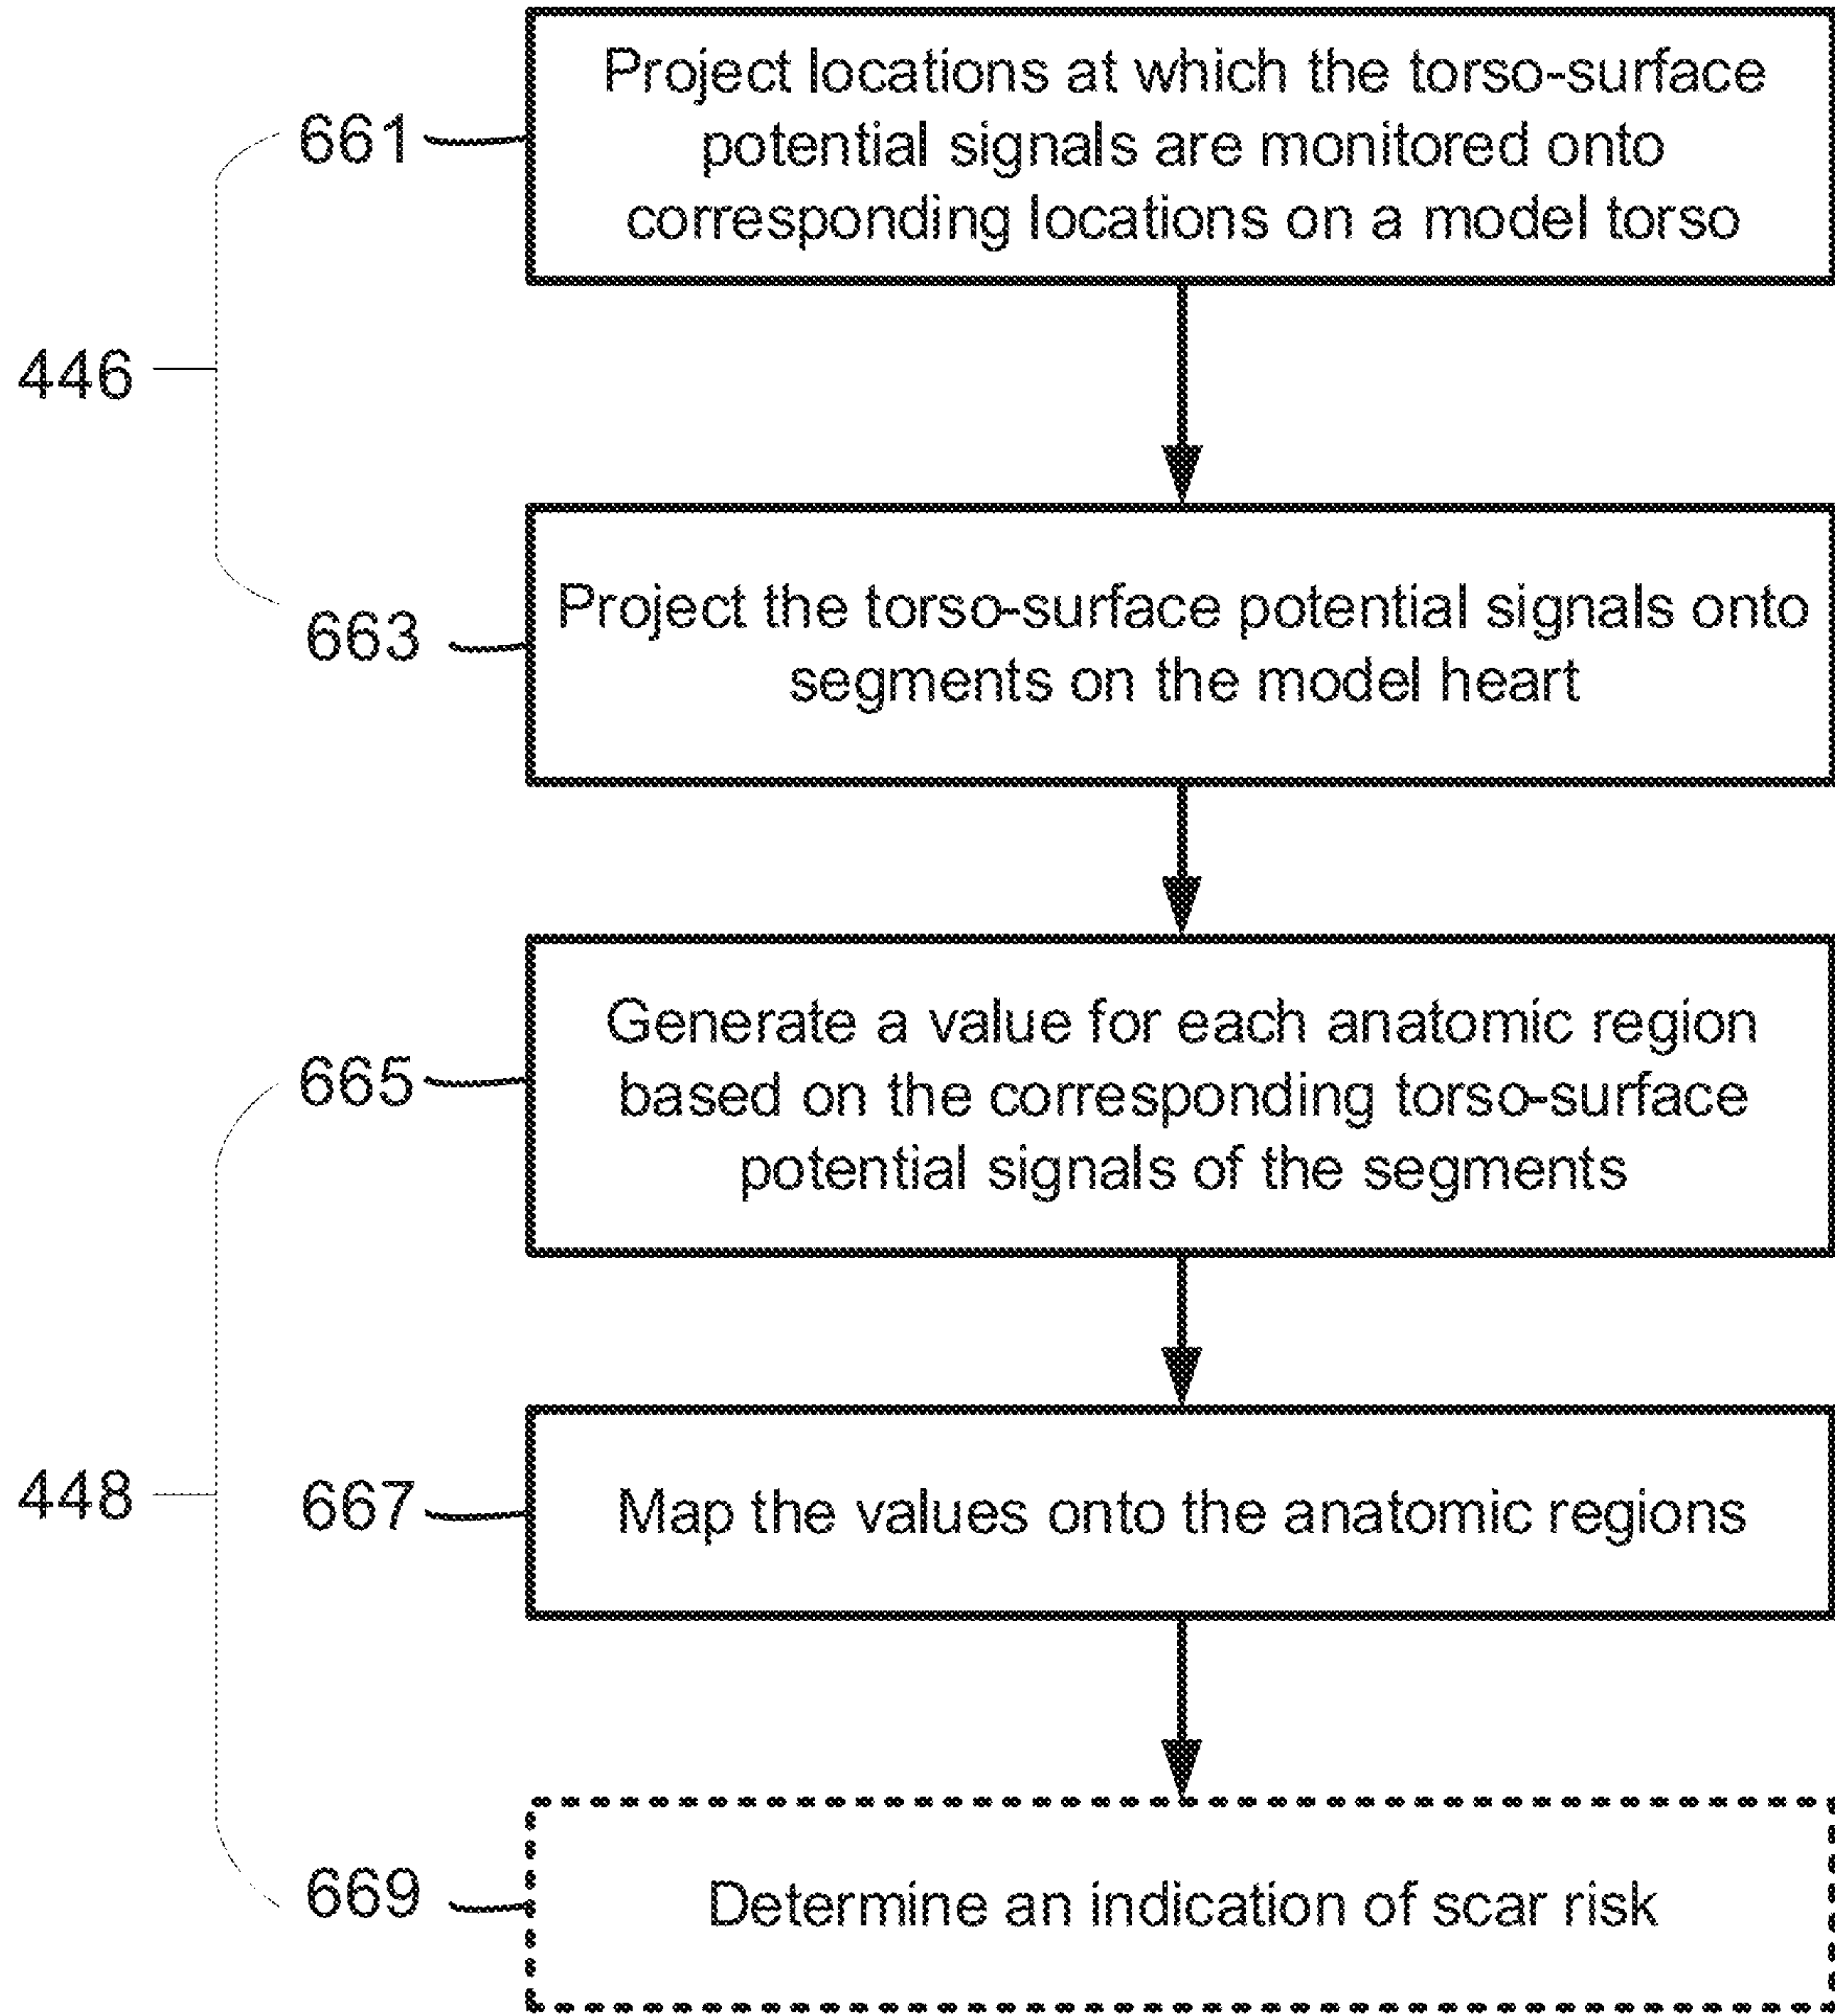 Project locations at which the torso-surface
potential signals are monitored onto
corresponding locations on a model torso
661
446
Project the torso-surface potential signals onto
segments on the model heart
663
Generate a value for each anatomic region
based on the corresponding torso-surface
potential signals of the segments
665
448
667
Map the values onto the anatomic regions
669
Determine an indication of scar risk